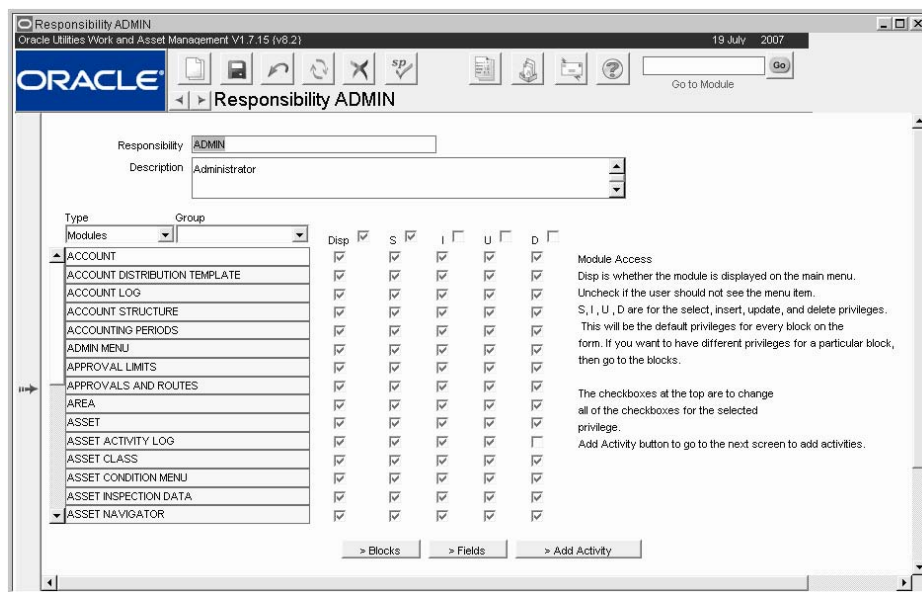 Responsibility ADMIN
Oracle Utilities Work and Asset Management V1.7.15 (v8.2)
19 July 2007
ORACLE®
sp
Go
Go to Module
Responsibility ADMIN
Responsibility ADMIN
Description Administrator
Type Group
Modules
Disp S I U D
ACCOUNT
ACCOUNT DISTRIBUTION TEMPLATE
ACCOUNT LOG
ACCOUNT STRUCTURE
ACCOUNTING PERIODS
ADMIN MENU
APPROVAL LIMITS
APPROVALS AND ROUTES
AREA
ASSET
ASSET ACTIVITY LOG
ASSET CLASS
ASSET CONDITION MENU
ASSET INSPECTION DATA
ASSET NAVIGATOR
Module Access
Disp is whether the module is displayed on the main menu.
Uncheck if the user should not see the menu item.
S, I , U , D are for the select, insert, update, and delete privileges.
This will be the default privileges for every block on the
form. If you want to have different privileges for a particular block,
then go to the blocks.
The checkboxes at the top are to change
all of the checkboxes for the selected
privilege.
Add Activity button to go to the next screen to add activities.
> Blocks > Fields > Add Activity